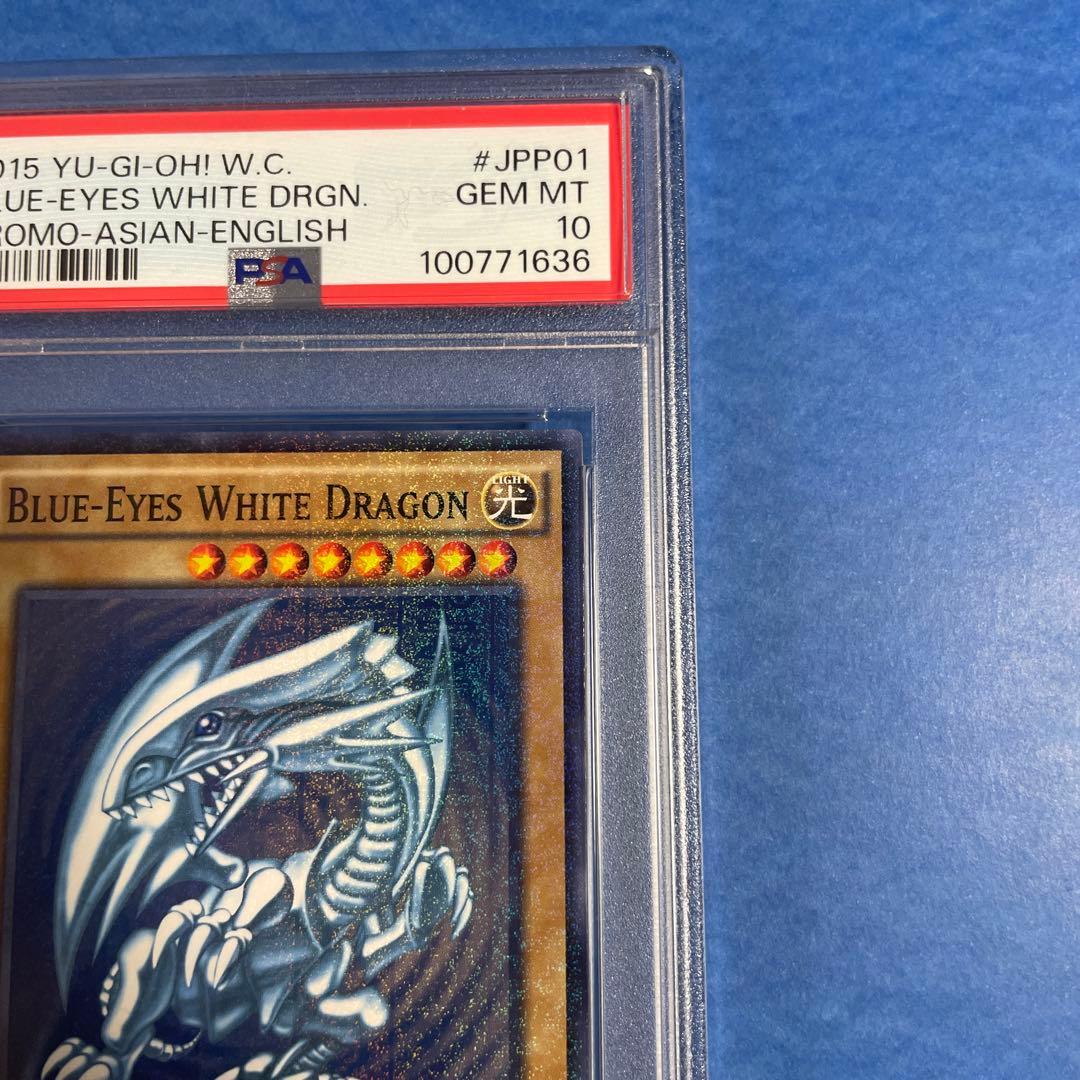 015 YU-GI-OH! W.C. #JPP01
LUE-EYES WHITE DRGN. GEM MT
ROMO-ASIAN-ENGLISH 10
PSA 100771636
BLUE-EYES WHITE DRAGON
LIGHT
光